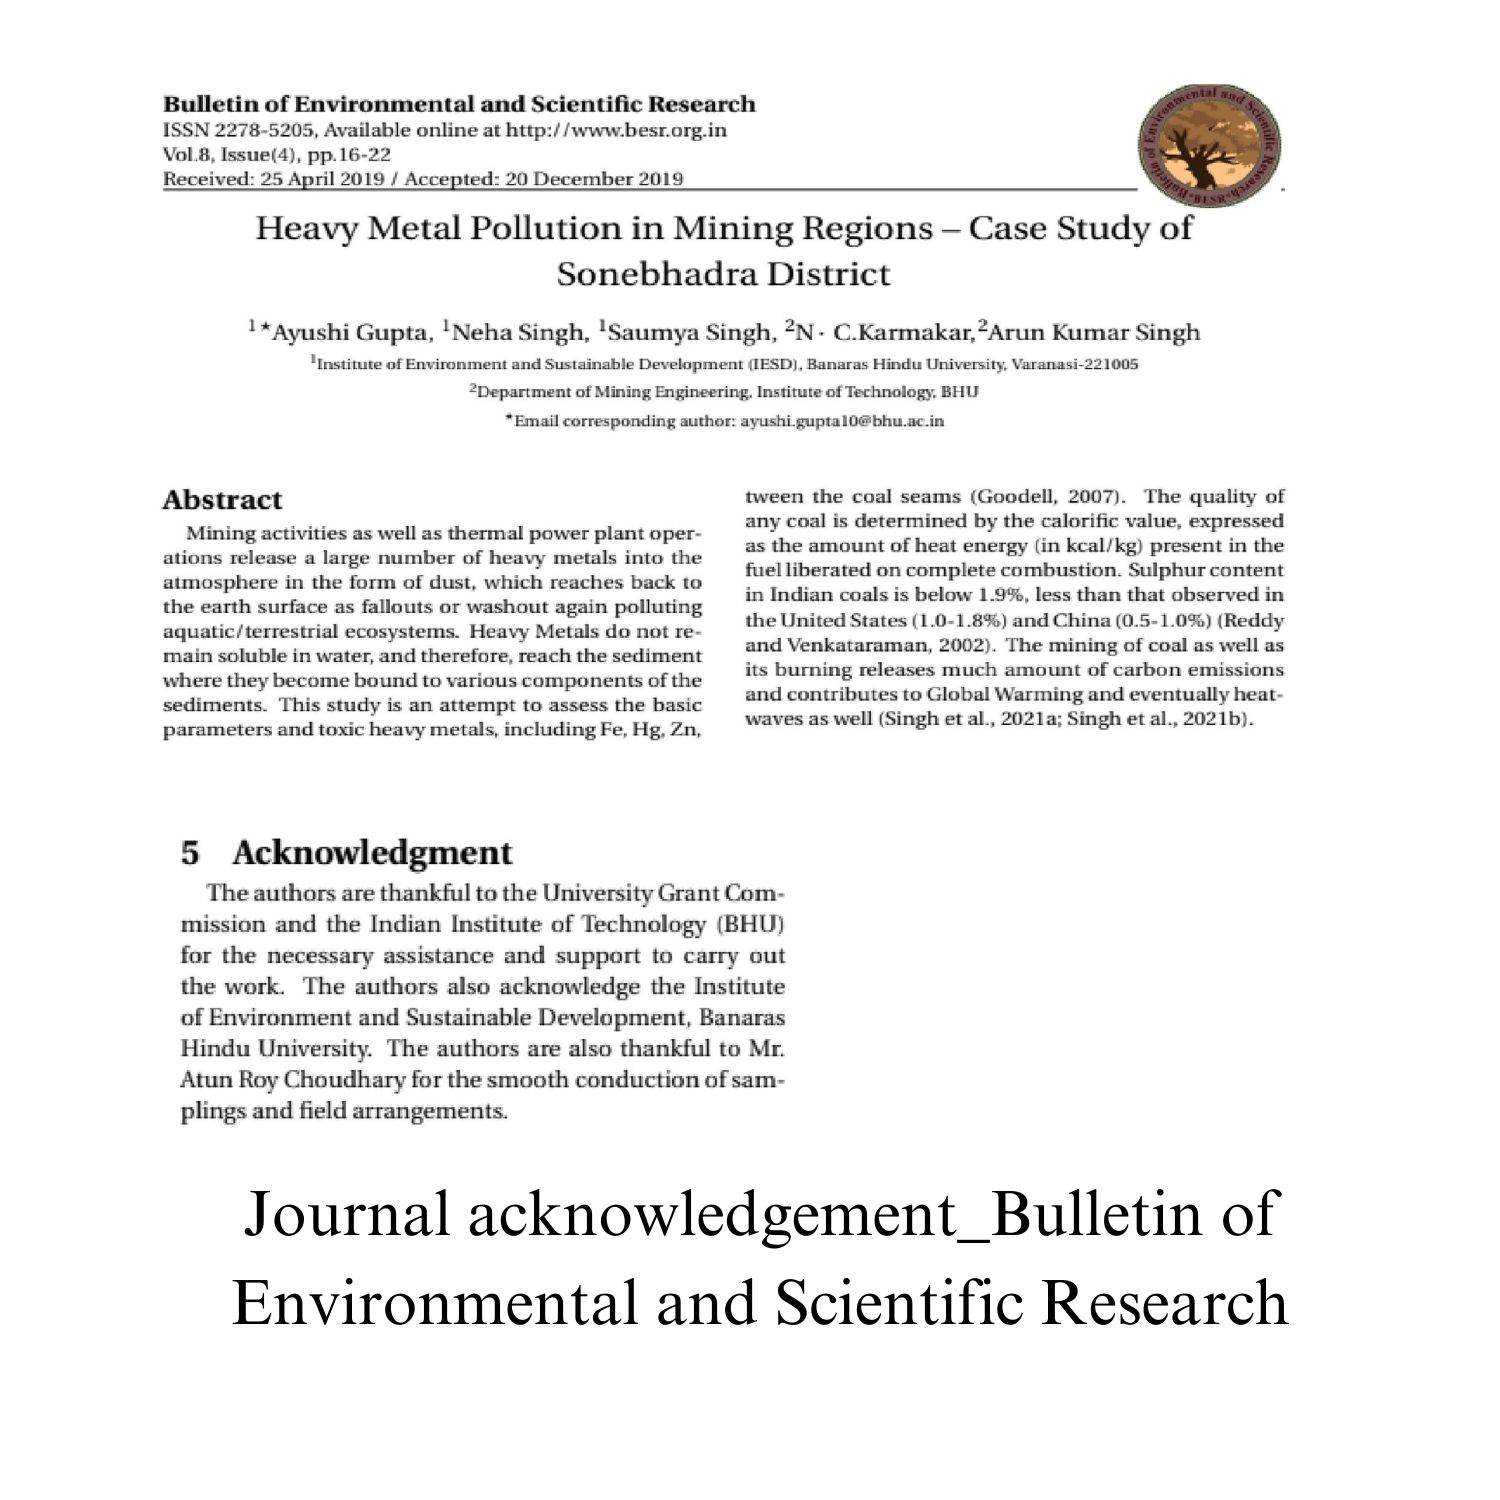 Bulletin of Environmental and Scientific Research
ISSN 2278-5205, Available online at http://www.besr.org.in
Vol.8, Issue(4), pp.16-22
Received: 25 April 2019 / Accepted: 20 December 2019
Bulletin of Environmental and Scientific Research
*BESR*
Heavy Metal Pollution in Mining Regions – Case Study of
Sonebhadra District
1*Ayushi Gupta, 1Neha Singh, 1Saumya Singh, 2N· C.Karmakar,2Arun Kumar Singh
1Institute of Environment and Sustainable Development (IESD), Banaras Hindu University, Varanasi-221005
2Department of Mining Engineering, Institute of Technology, BHU
*Email corresponding author: ayushi.gupta10@bhu.ac.in
Abstract
Mining activities as well as thermal power plant oper-
ations release a large number of heavy metals into the
atmosphere in the form of dust, which reaches back to
the earth surface as fallouts or washout again polluting
aquatic/terrestrial ecosystems. Heavy Metals do not re-
main soluble in water, and therefore, reach the sediment
where they become bound to various components of the
sediments. This study is an attempt to assess the basic
parameters and toxic heavy metals, including Fe, Hg, Zn,
tween the coal seams (Goodell, 2007). The quality of
any coal is determined by the calorific value, expressed
as the amount of heat energy (in kcal/kg) present in the
fuel liberated on complete combustion. Sulphur content
in Indian coals is below 1.9%, less than that observed in
the United States (1.0-1.8%) and China (0.5-1.0%) (Reddy
and Venkataraman, 2002). The mining of coal as well as
its burning releases much amount of carbon emissions
and contributes to Global Warming and eventually heat-
waves as well (Singh et al., 2021a; Singh et al., 2021b).
5 Acknowledgment
The authors are thankful to the University Grant Com-
mission and the Indian Institute of Technology (BHU)
for the necessary assistance and support to carry out
the work. The authors also acknowledge the Institute
of Environment and Sustainable Development, Banaras
Hindu University. The authors are also thankful to Mr.
Atun Roy Choudhary for the smooth conduction of sam-
plings and field arrangements.
Journal acknowledgement_Bulletin of
Environmental and Scientific Research